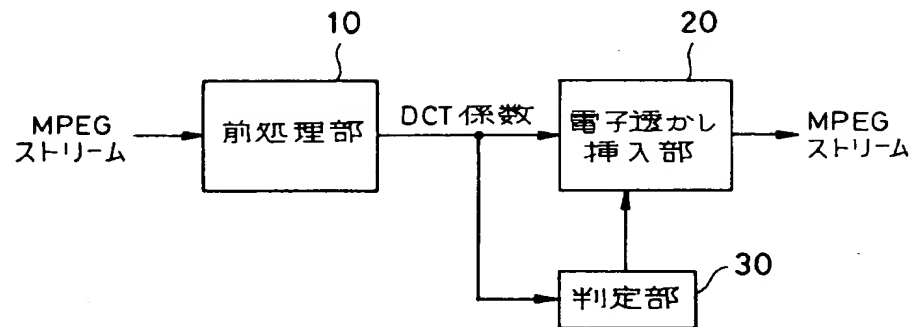 10
20
MPEG
ストリーム
前処理部
DCT係数
電子透かし
挿入部
MPEG
ストリーム
判定部
30